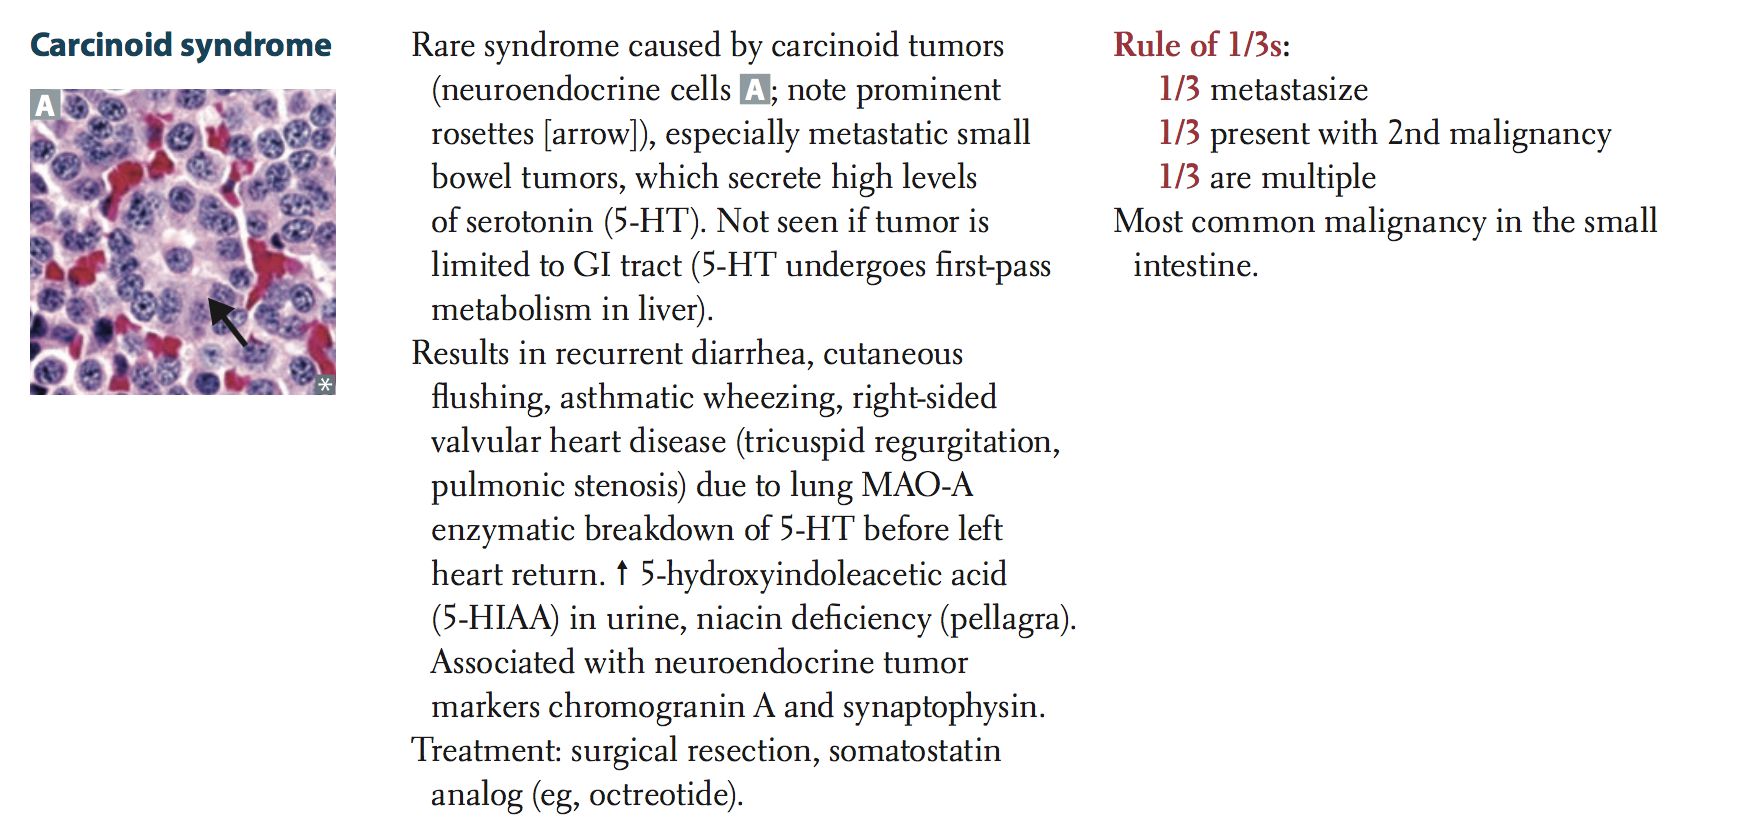 Carcinoid syndrome
A
Rare syndrome caused by carcinoid tumors
(neuroendocrine cells A; note prominent
rosettes [arrow]), especially metastatic small
bowel tumors, which secrete high levels
of serotonin (5-HT). Not seen if tumor is
limited to GI tract (5-HT undergoes first-pass
metabolism in liver).
Results in recurrent diarrhea, cutaneous
flushing, asthmatic wheezing, right-sided
valvular heart disease (tricuspid regurgitation,
pulmonic stenosis) due to lung MAO-A
enzymatic breakdown of 5-HT before left
heart return. ↑ 5-hydroxyindoleacetic acid
(5-HIAA) in urine, niacin deficiency (pellagra).
Associated with neuroendocrine tumor
markers chromogranin A and synaptophysin.
Treatment: surgical resection, somatostatin
analog (eg, octreotide).
Rule of 1/3s:
1/3 metastasize
1/3 present with 2nd malignancy
1/3 are multiple
Most common malignancy in the small
intestine.